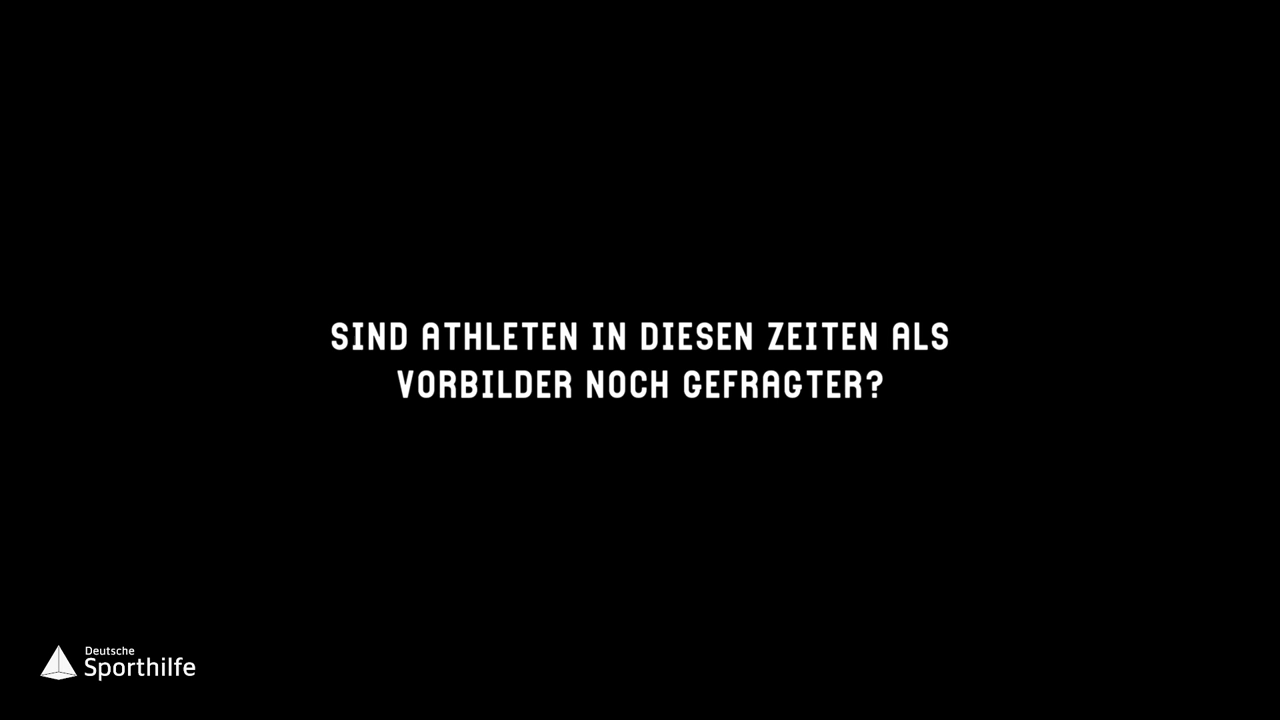 SIND ATHLETEN IN DIESEN ZEITEN ALS
VORBILDER NOCH GEFRAGTER?
Deutsche
Sporthilfe